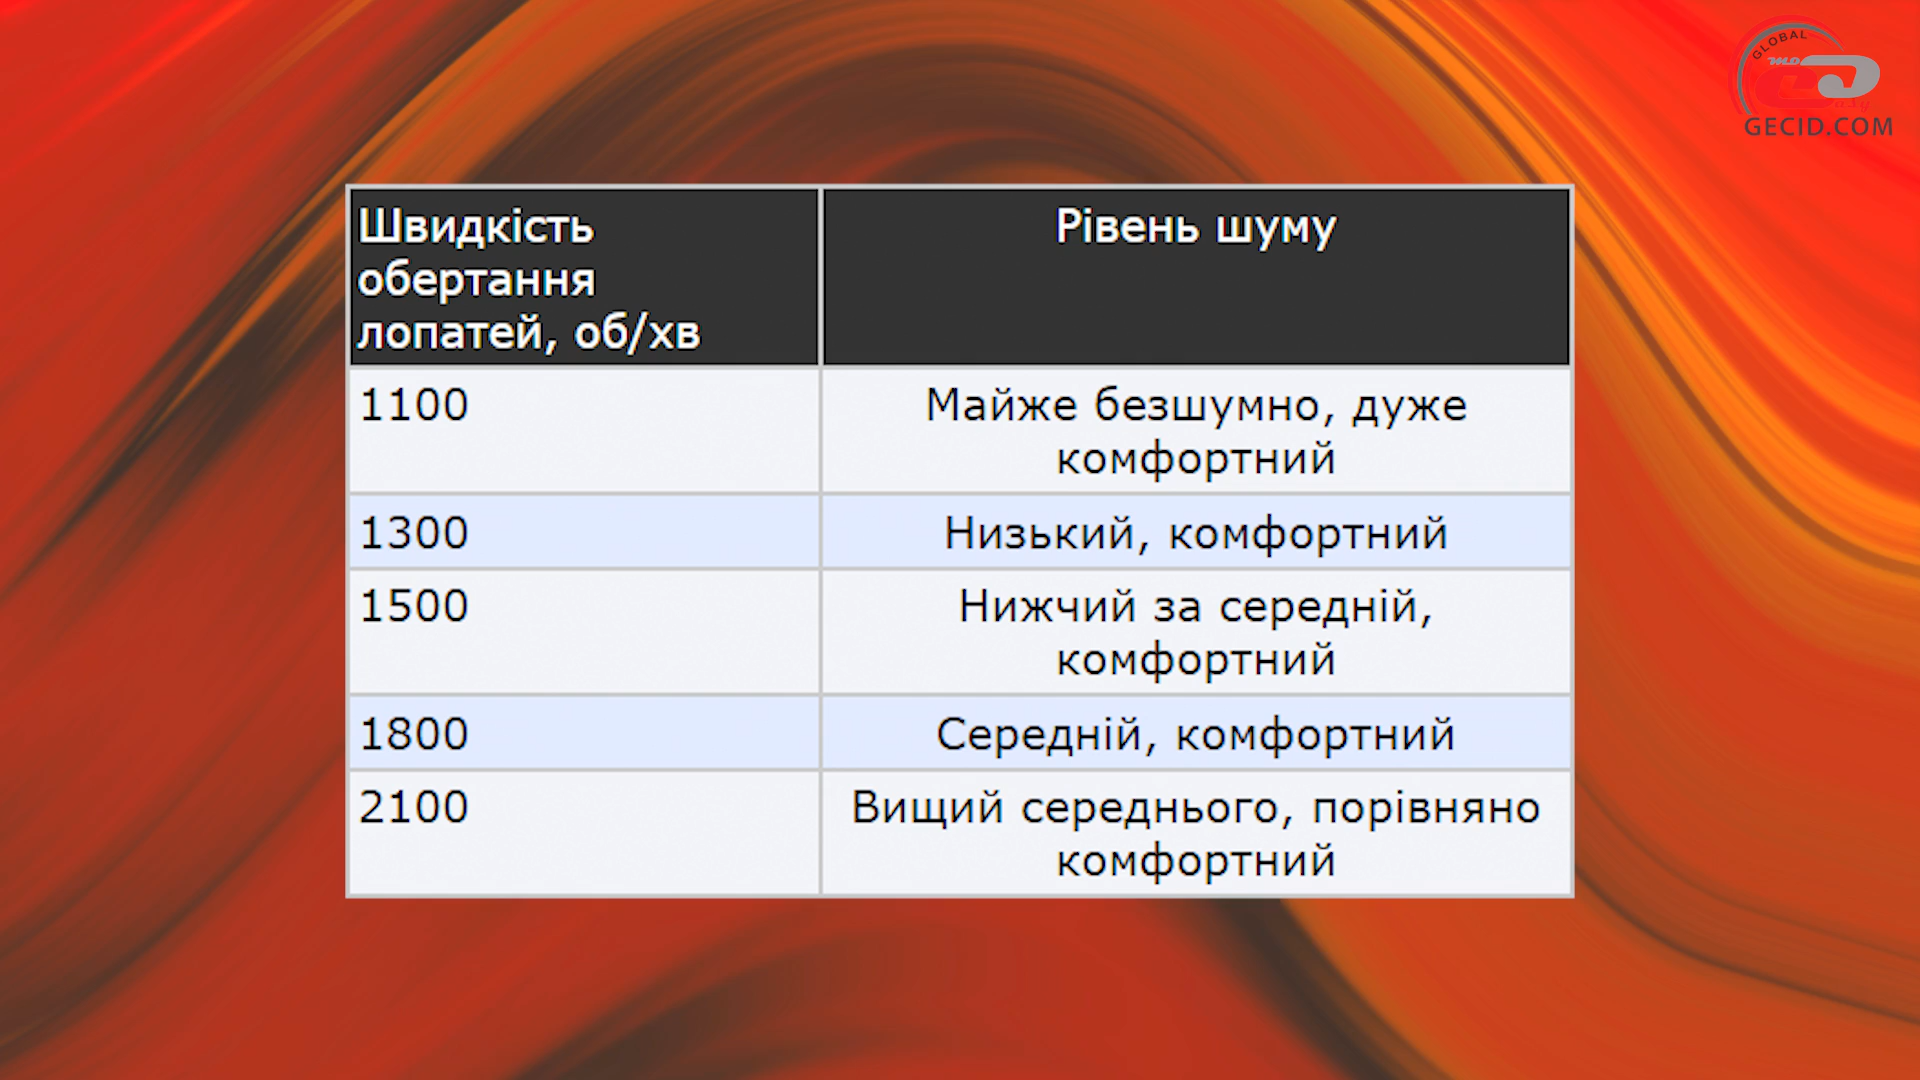 GLOBAL
GECID.COM
Швидкість
обертання
лопатей, об/хв
Рівень шуму
1100
Майже безшумно, дуже
комфортний
1300
Низький, комфортний
1500
Нижчий за середній,
комфортний
1800
Середній, комфортний
2100
Вищий середнього, порівняно
комфортний